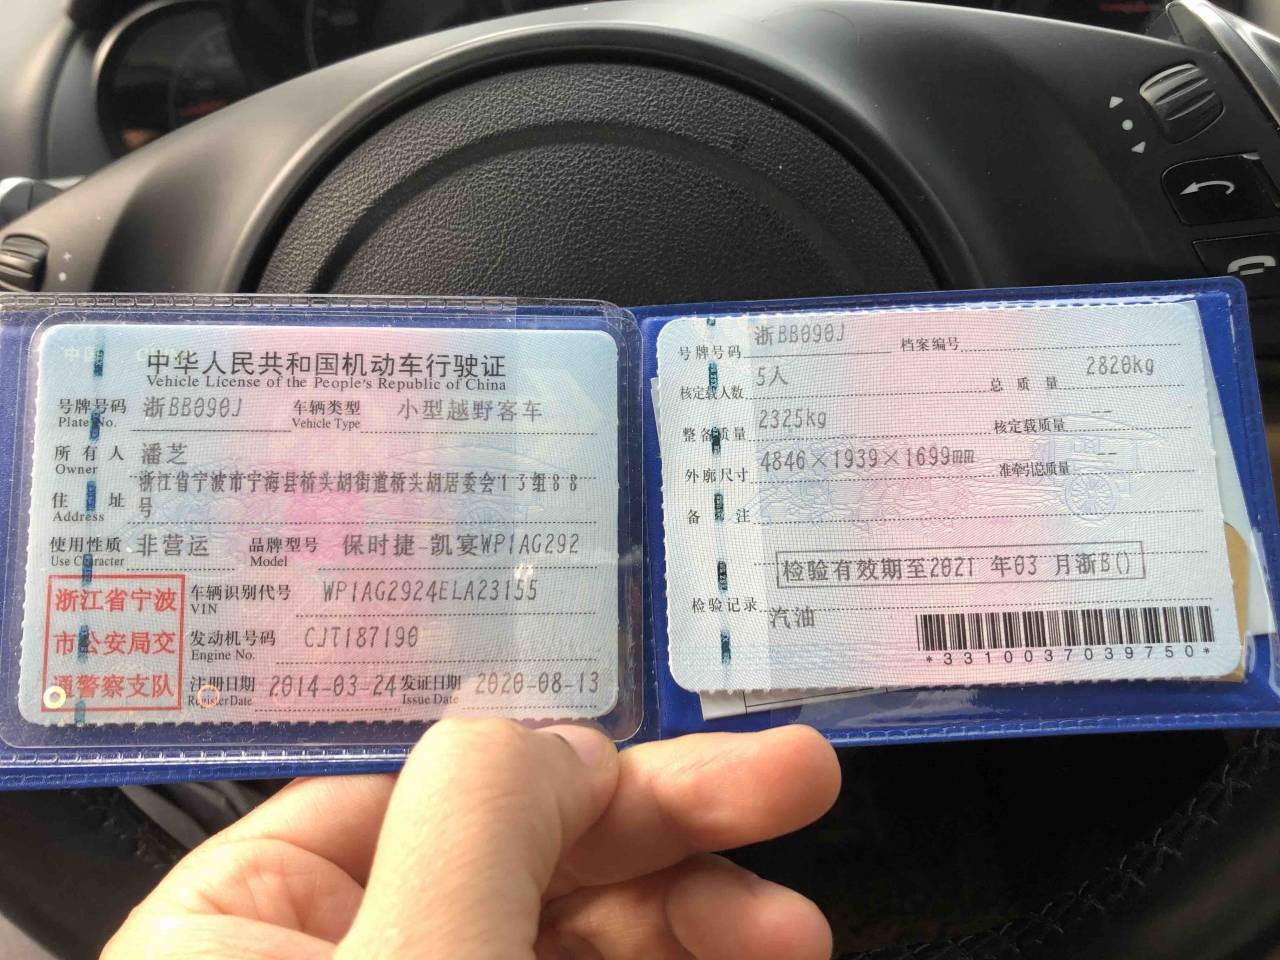 中华人民共和国机动车行驶证
Vehicle License of the People's Republic of China
号牌号码 浙BB090J 车辆类型 小型越野客车
Plate No. Vehicle Type
所有人 潘芝
Owner
住址 浙江省宁波市宁海县桥头胡街道桥头胡居委会13组88
Address 号
使用性质 非营运 品牌型号 保时捷-凯宴WP1AG292
Use Character Model
浙江省宁波
市公安局交
通警察支队
车辆识别代号 WP1AG2924ELA23155
VIN
发动机号码 CJT187190
Engine No.
注册日期 2014-03-24 发证日期 2020-08-13
Register Date Issue Date
号牌号码 浙BB090J 档案编号
核定载人数 5人 总质量 2820kg
整备质量 2325kg 核定载质量 --
外廓尺寸 4846×1939×1699mm 准牵引总质量 --
备注
检验有效期至2021 年03 月浙B()
检验记录
汽油
*3310037039750*